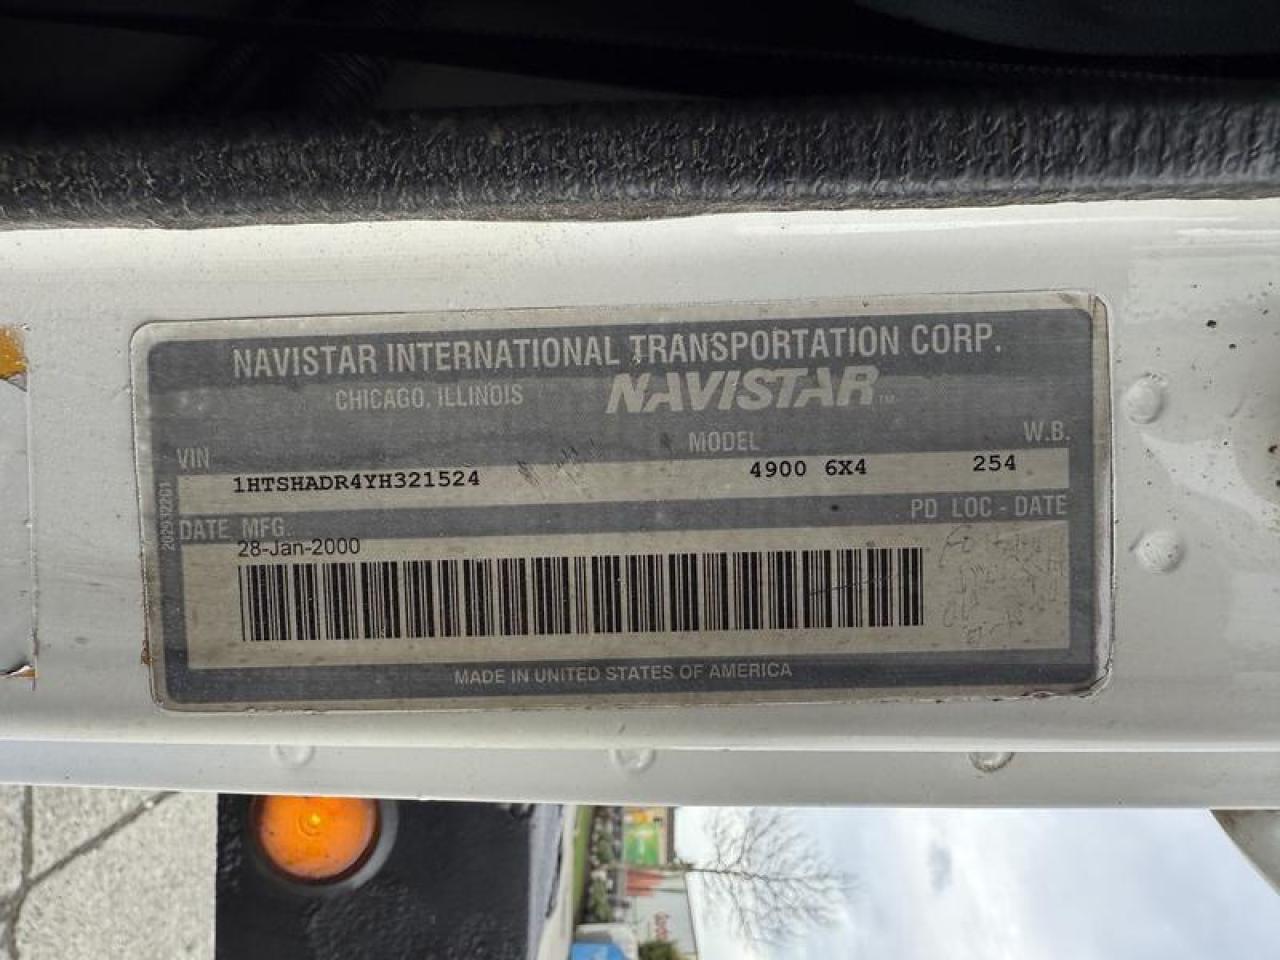 NAVISTAR INTERNATIONAL TRANSPORTATION CORP.
CHICAGO, ILLINOIS NAVISTAR TM
VIN MODEL W.B.
1HTSHADR4YH321524 4900 6X4 254
DATE MFG. PD LOC - DATE
28-Jan-2000
MADE IN UNITED STATES OF AMERICA